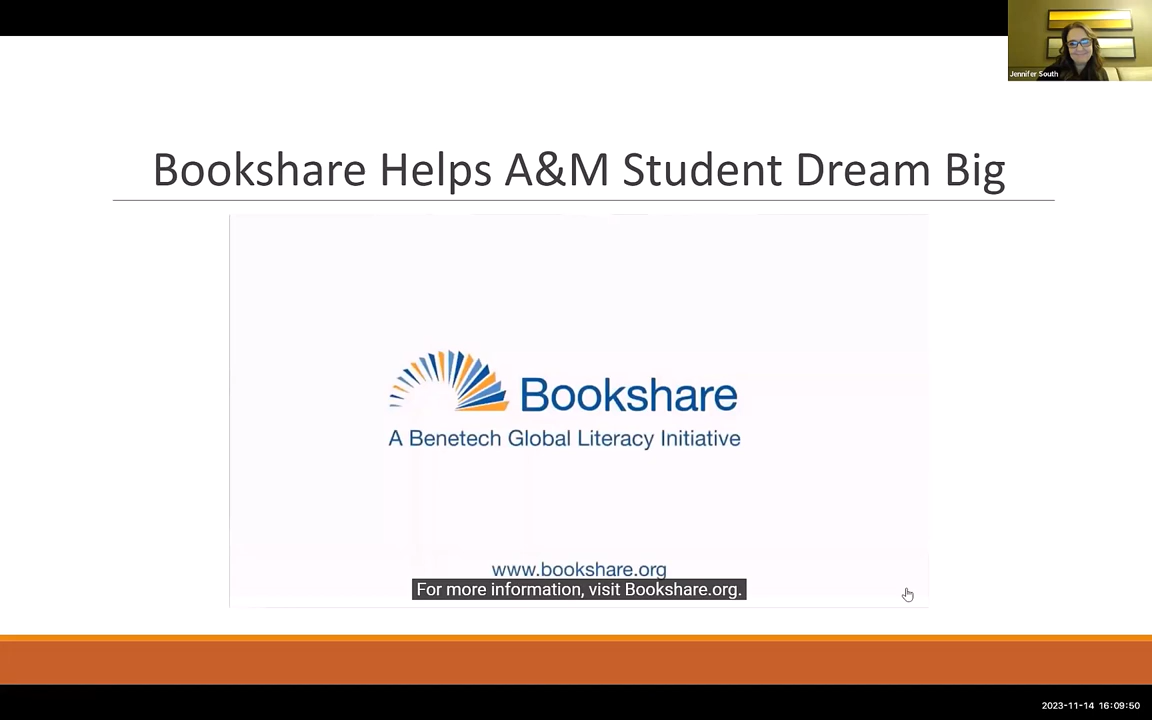 Jennifer South
Bookshare Helps A&M Student Dream Big
Bookshare
A Benetech Global Literacy Initiative
www.bookshare.org
For more information, visit Bookshare.org.
2023-11-14 16:09:50